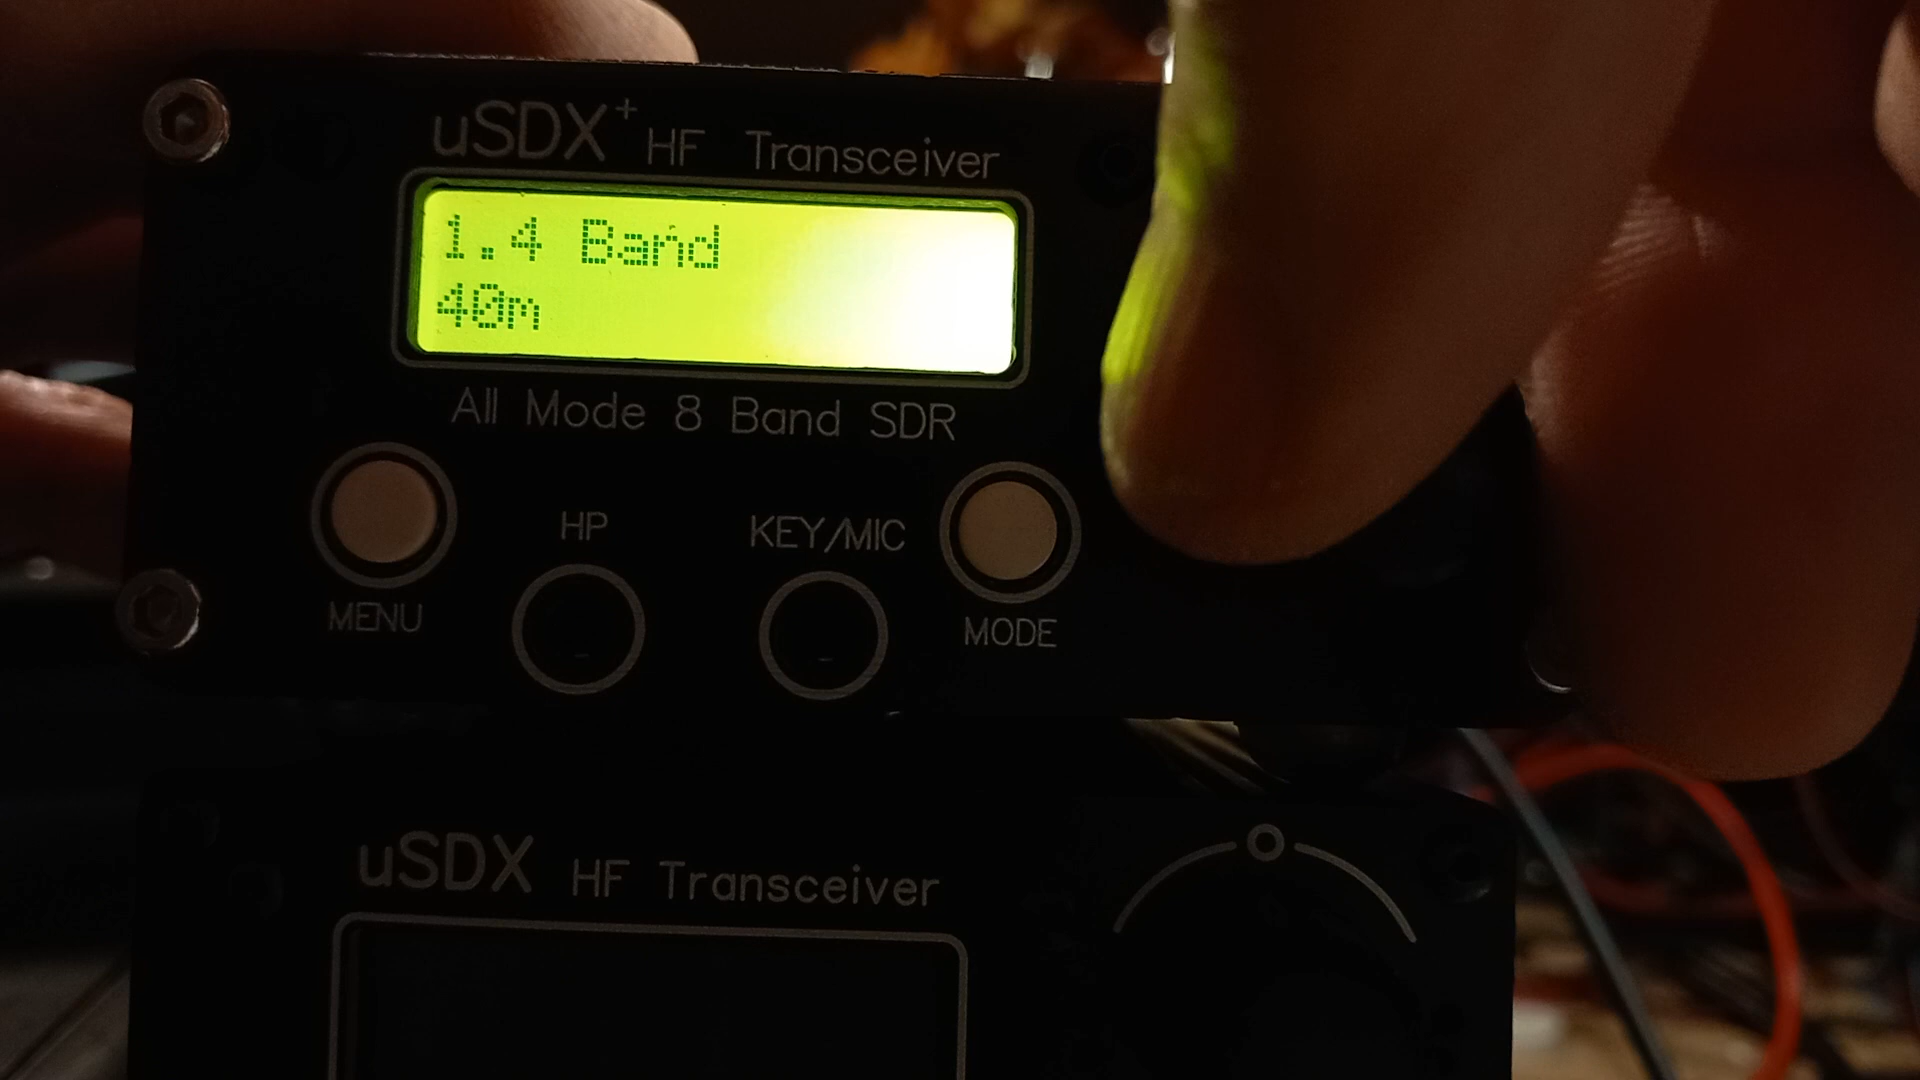 uSDX+ HF Transceiver
1.4 Band
40m
All Mode 8 Band SDR
MENU
HP
KEY/MIC
MODE
uSDX HF Transceiver